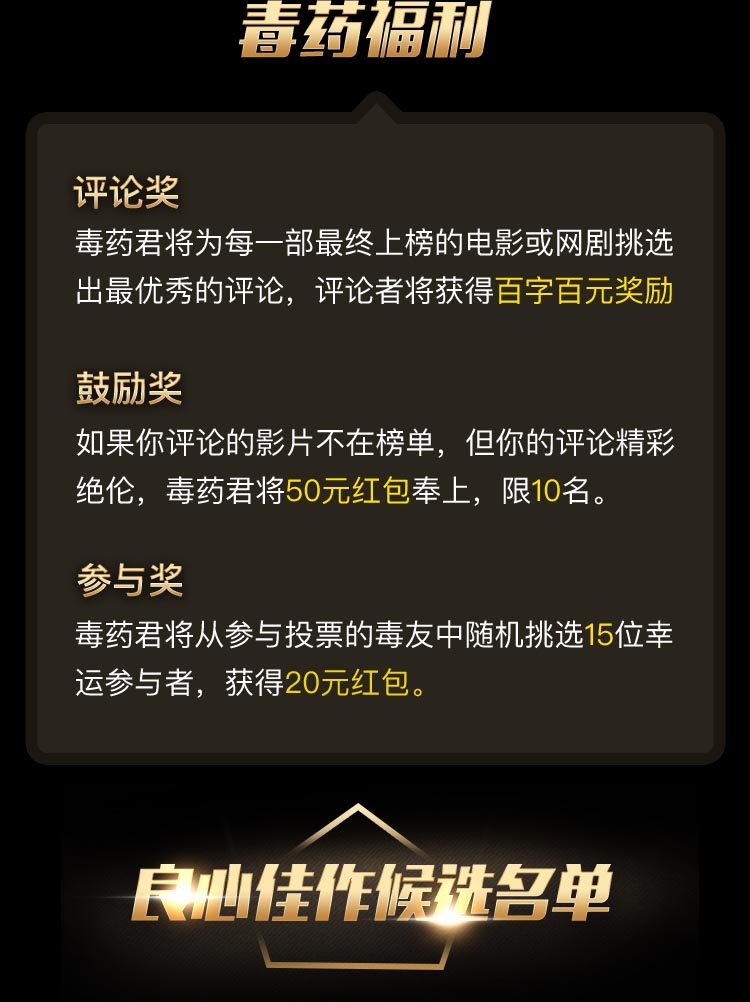 毒药福利
评论奖
毒药君将为每一部最终上榜的电影或网剧挑选
出最优秀的评论，评论者将获得百字百元奖励
鼓励奖
如果你评论的影片不在榜单，但你的评论精彩
绝伦，毒药君将50元红包奉上，限10名。
参与奖
毒药君将从参与投票的毒友中随机挑选15位幸
运参与者，获得20元红包。
良心佳作候选名单